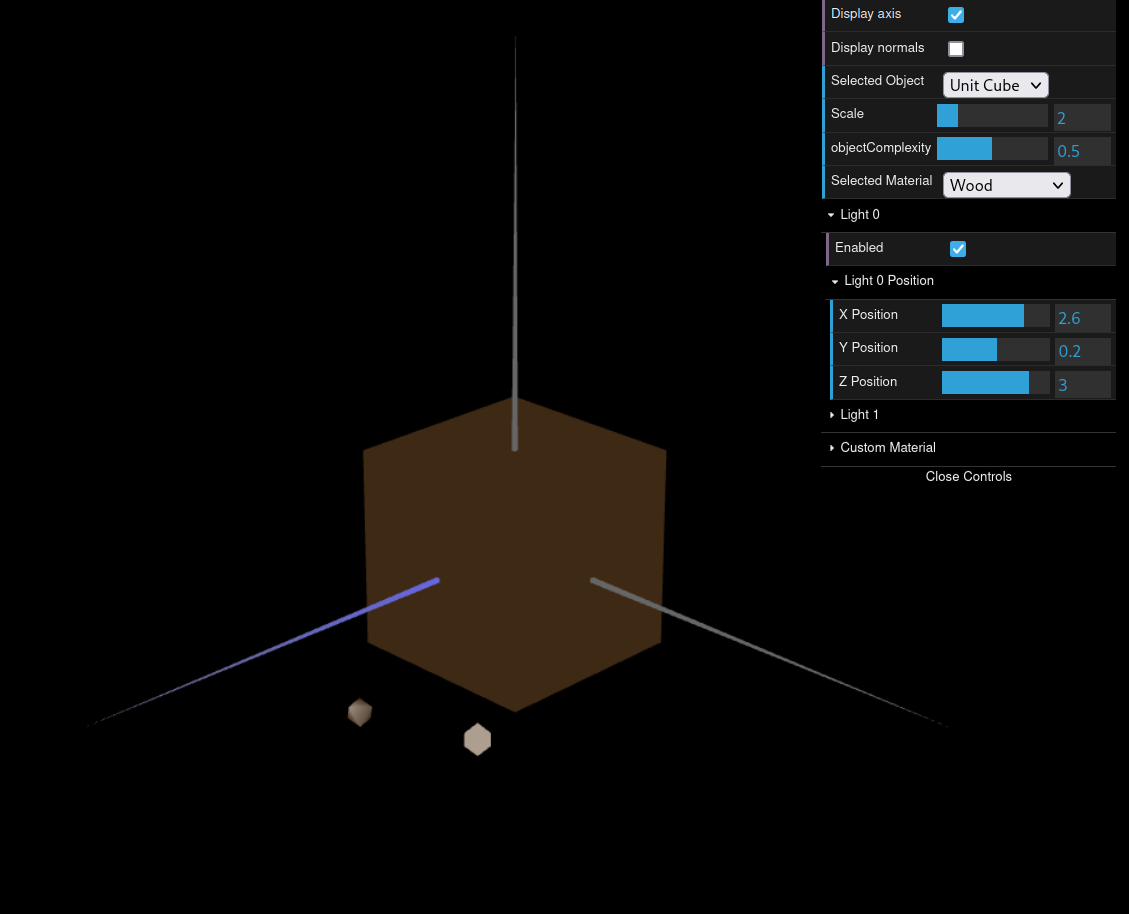 Display axis
Display normals
Selected Object Unit Cube
Scale 2
objectComplexity 0.5
Selected Material Wood
Light 0
Enabled
Light 0 Position
X Position 2.6
Y Position 0.2
Z Position 3
Light 1
Custom Material
Close Controls